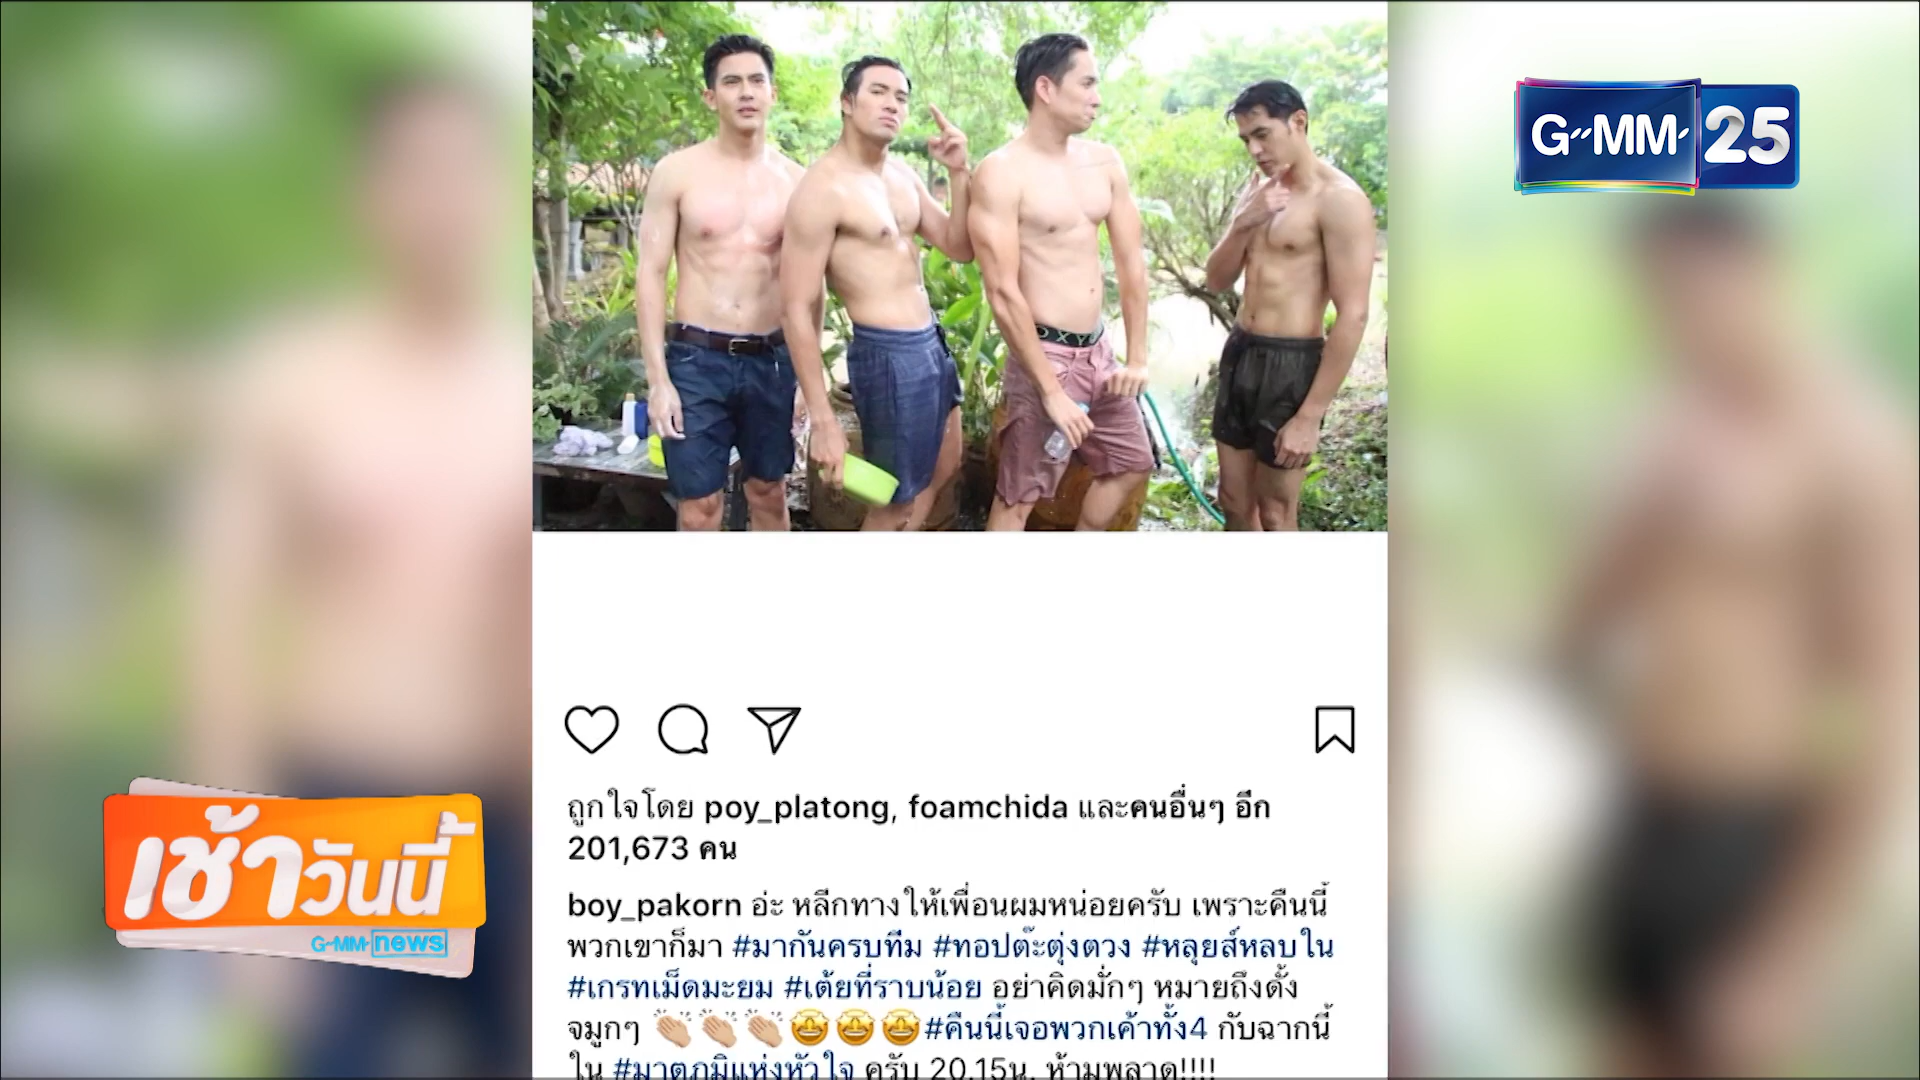 G-MM- 25
ถูกใจโดย poy_platong, foamchida และคนอื่นๆ อีก
201,673 คน
boy_pakorn อ่ะ หลีกทางให้เพื่อนผมหน่อยครับ เพราะคืนนี้
พวกเขาก็มา #มากันครบทีม #ทอปต๊ะตุ่งตวง #หลุยส์หลบใน
#เกรทเม็ดมะยม #เต้ยที่ราบน้อย อย่าคิดมั่กๆ หมายถึงดั้ง
จมูกๆ 👏🏼👏🏼👏🏼🤩🤩🤩#คืนนี้เจอพวกเค้าทั้ง4 กับฉากนี้
ใน #มาตุภูมิแห่งหัวใจ ครับ 20.15น. ห้ามพลาด!!!!
เช้าวันนี้
G-MM- news
OXY